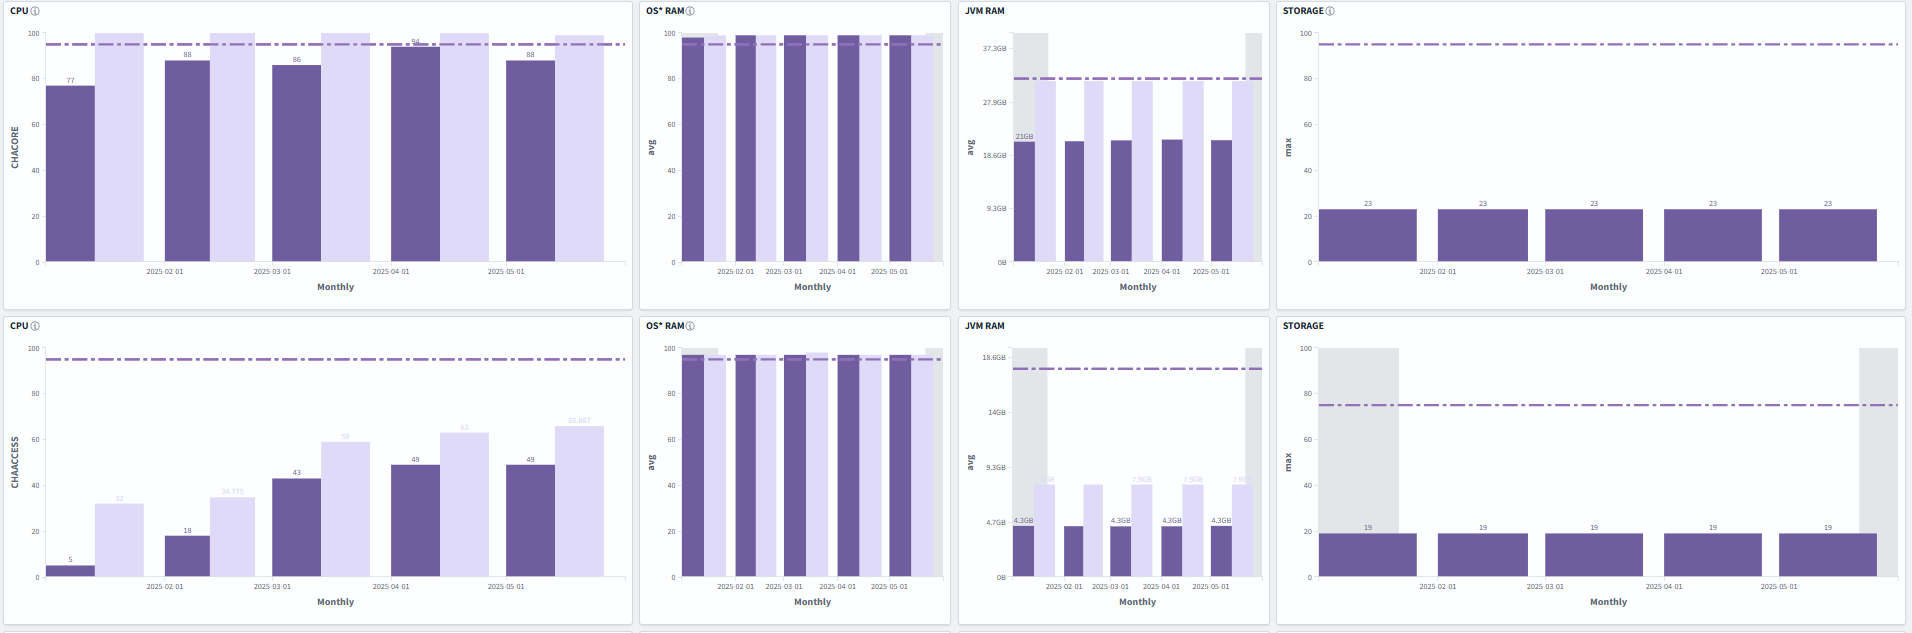 CPU
100
80
60
40
20
0
CHACORE
77
88
86
94
88
2025-02-01
2025-03-01
2025-04-01
2025-05-01
Monthly
OS* RAM
100
80
60
40
20
0
avg
2025-02-01
2025-03-01
2025-04-01
2025-05-01
Monthly
JVM RAM
37.3GB
27.9GB
18.6GB
9.3GB
0B
avg
21GB
2025-02-01
2025-03-01
2025-04-01
2025-05-01
Monthly
STORAGE
100
80
60
40
20
0
max
23
23
23
23
23
2025-02-01
2025-03-01
2025-04-01
2025-05-01
Monthly
CPU
100
80
60
40
20
0
CHAACCESS
5
32
18
34.775
43
59
49
63
49
65.867
2025-02-01
2025-03-01
2025-04-01
2025-05-01
Monthly
OS* RAM
100
80
60
40
20
0
avg
2025-02-01
2025-03-01
2025-04-01
2025-05-01
Monthly
JVM RAM
18.6GB
14GB
9.3GB
4.7GB
0B
avg
4.3GB
4.3GB
7.9GB
4.3GB
7.9GB
4.3GB
2025-02-01
2025-03-01
2025-04-01
2025-05-01
Monthly
STORAGE
100
80
60
40
20
0
max
19
19
19
19
19
2025-02-01
2025-03-01
2025-04-01
2025-05-01
Monthly